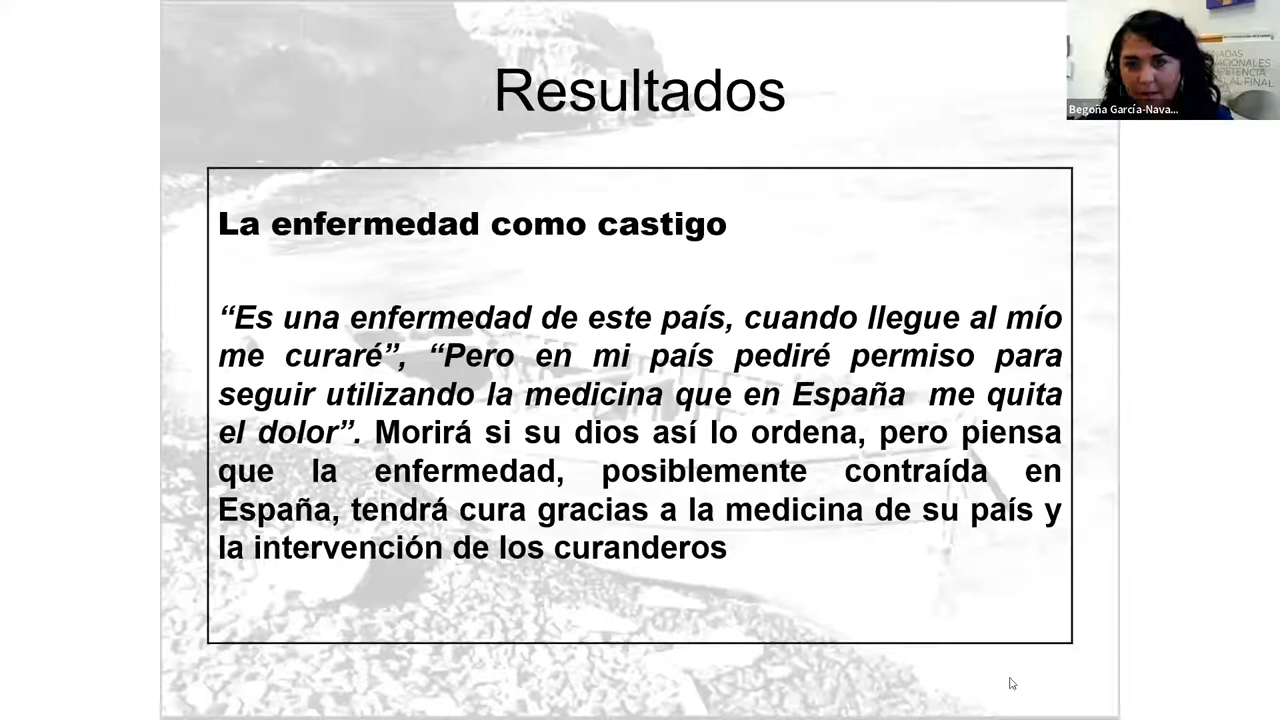 Resultados
Begoña García-Nava...
La enfermedad como castigo
“Es una enfermedad de este país, cuando llegue al mío
me curaré”, “Pero en mi país pediré permiso para
seguir utilizando la medicina que en España me quita
el dolor”. Morirá si su dios así lo ordena, pero piensa
que la enfermedad, posiblemente contraída en
España, tendrá cura gracias a la medicina de su país y
la intervención de los curanderos